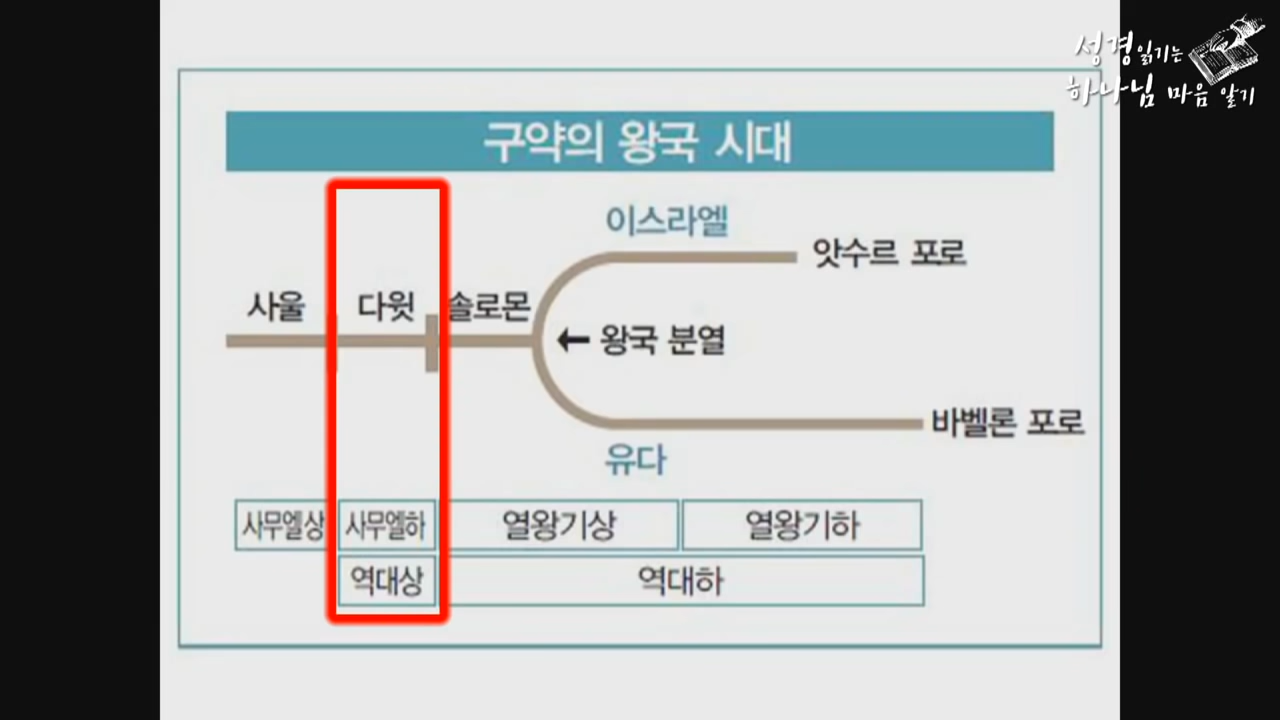 성경읽기는
하나님 마음 알기
구약의 왕국 시대
이스라엘
앗수르 포로
사울 다윗 솔로몬
왕국 분열
바벨론 포로
유다
사무엘상 사무엘하 열왕기상 열왕기하
역대상 역대하